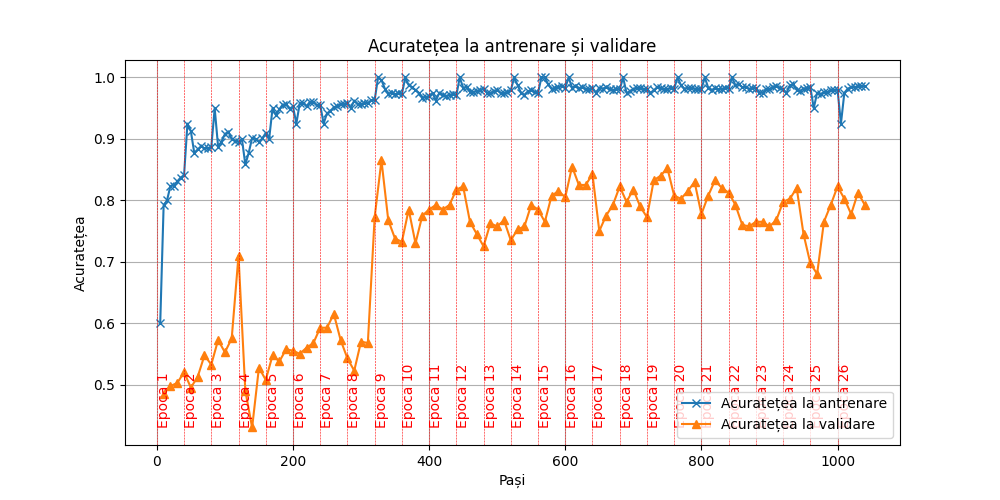 Acuratețea la antrenare și validare
Acuratețea
1.0
0.9
0.8
0.7
0.6
0.5
Epoca 1
Epoca 2
Epoca 3
Epoca 4
Epoca 5
Epoca 6
Epoca 7
Epoca 8
Epoca 9
Epoca 10
Epoca 11
Epoca 12
Epoca 13
Epoca 14
Epoca 15
Epoca 16
Epoca 17
Epoca 18
Epoca 19
Epoca 20
Epoca 21
Epoca 22
Epoca 23
Epoca 24
Epoca 25
Epoca 26
Acuratețea la antrenare
Acuratețea la validare
0
200
400
600
800
1000
Pași